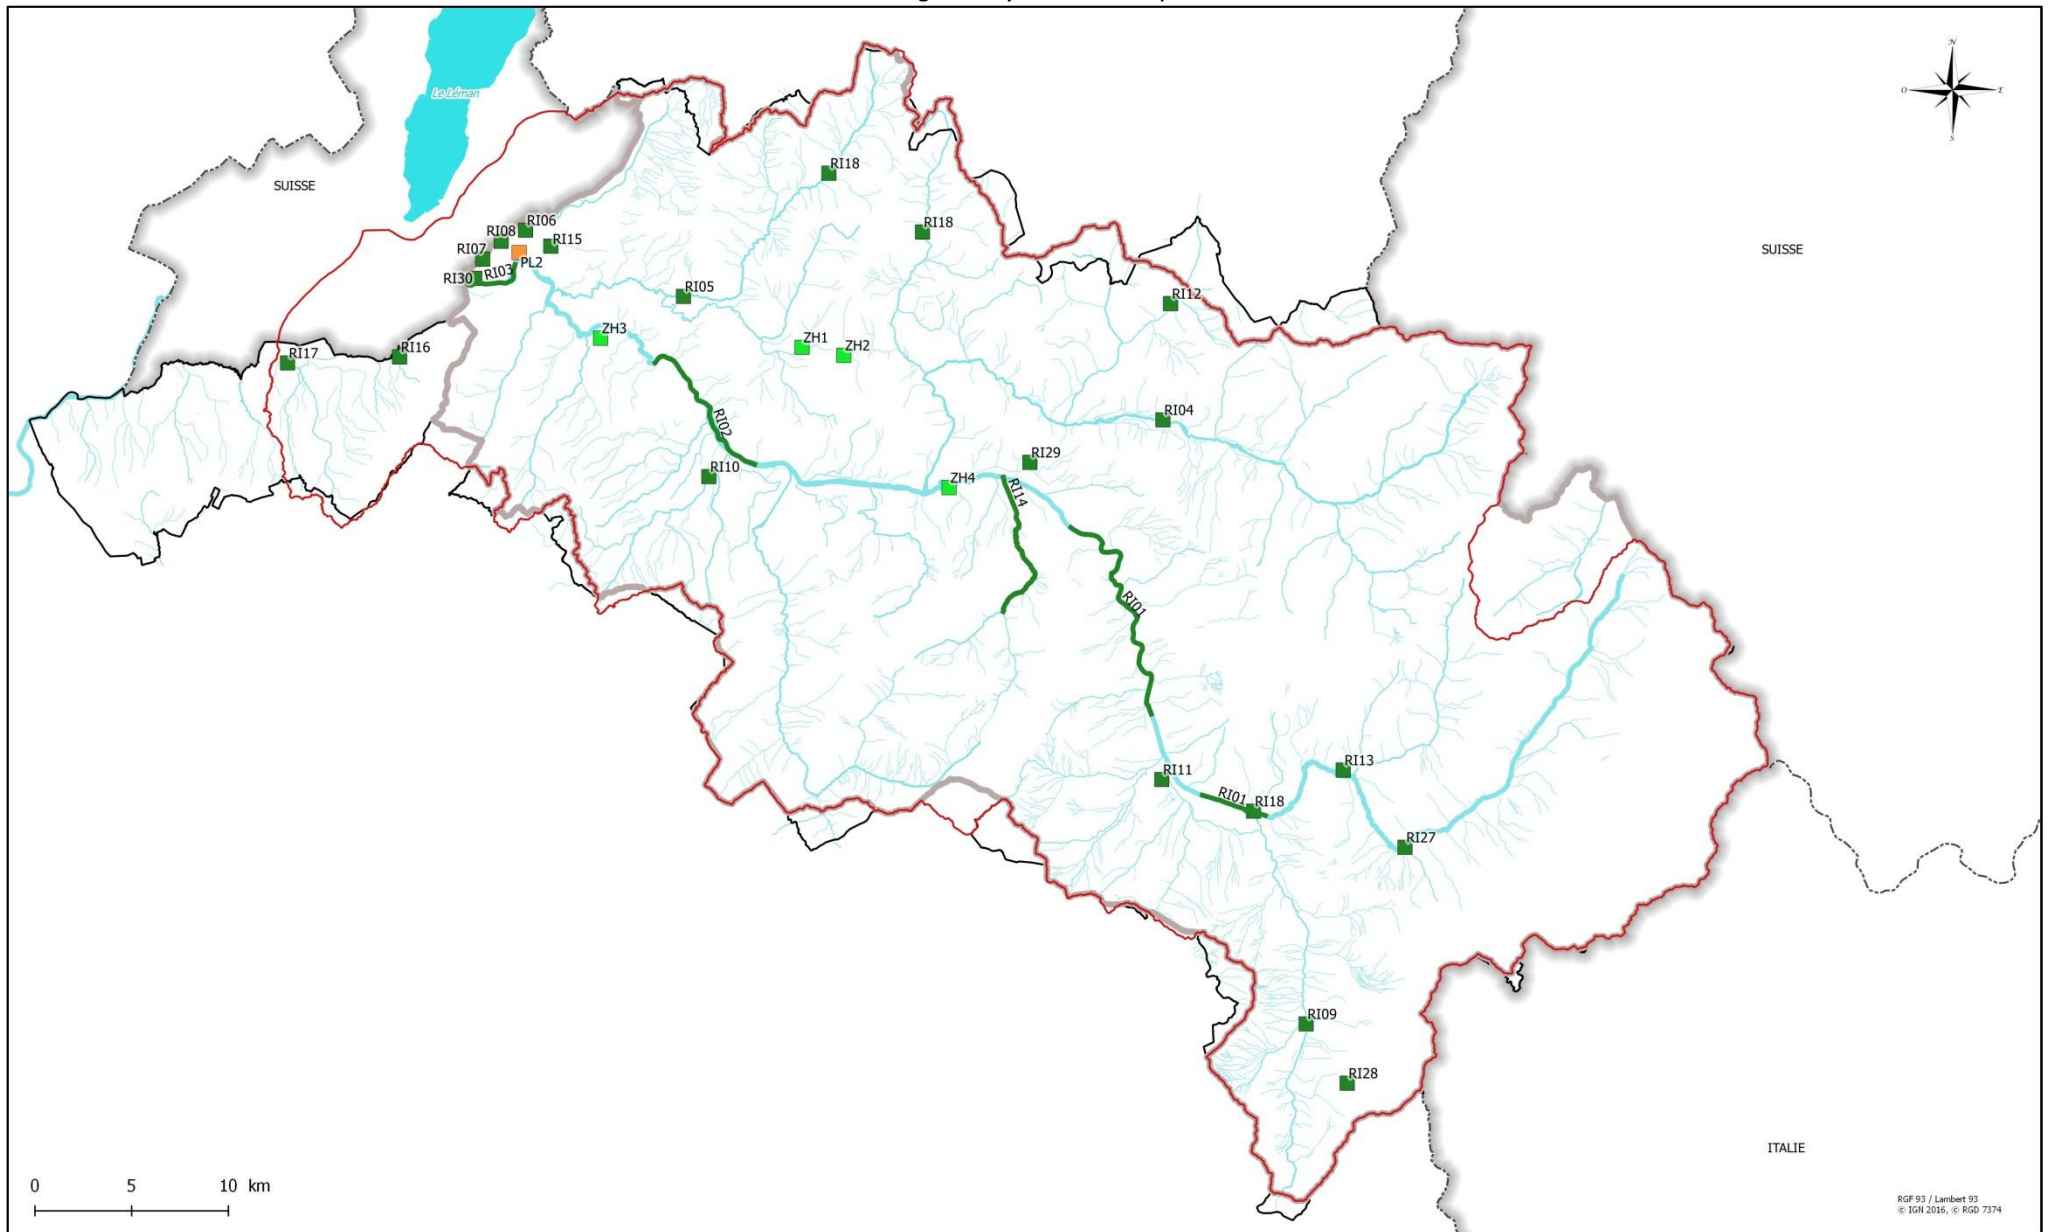 Le Léman
N
O
E
S
SUISSE
RI18
RI06
RI08
RI15
RI18
RI07
PL2
RI30
RI03
SUISSE
RI05
RI12
ZH3
ZH1
ZH2
RI17
RI16
RI02
RI04
RI10
RI29
ZH4
RI14
RI01
RI11
RI13
RI01
RI18
RI27
RI09
RI28
ITALIE
0 5 10 km
RGF 93 / Lambert 93
© IGN 2016, © RGD 7374